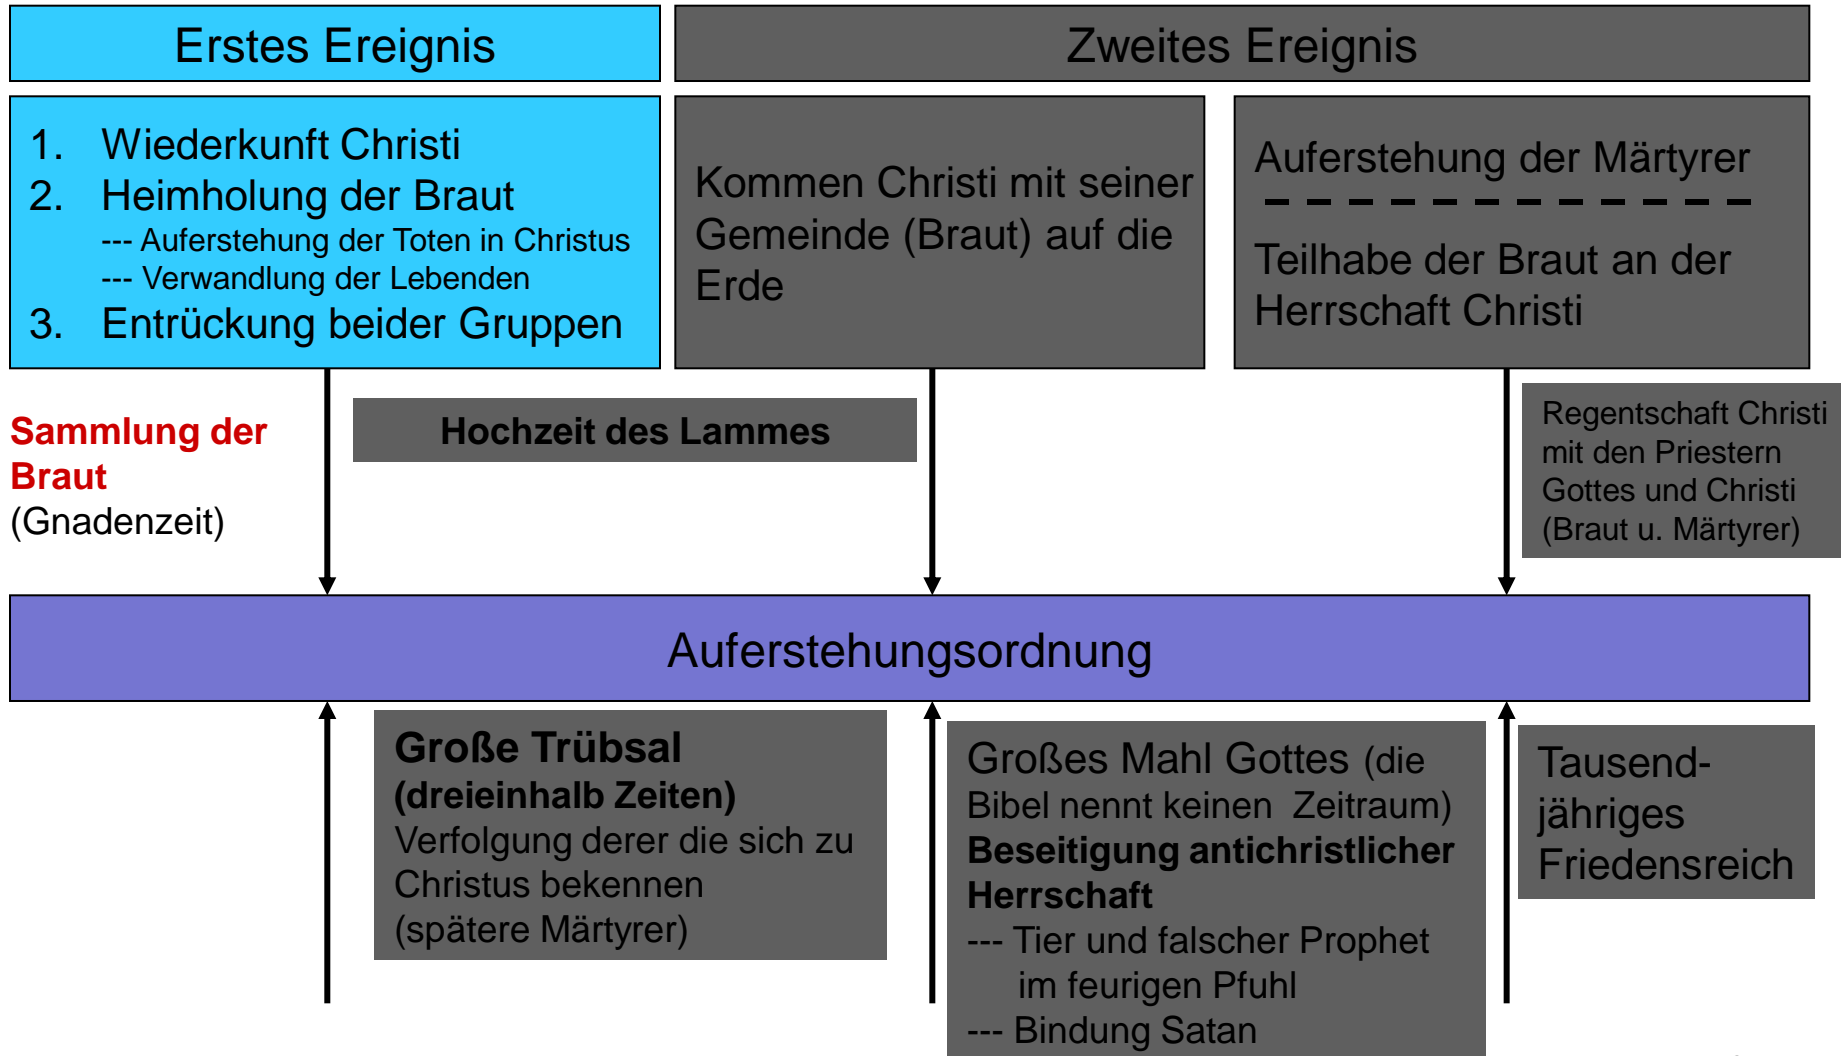 Erstes Ereignis
Zweites Ereignis
1. Wiederkunft Christi
2. Heimholung der Braut
--- Auferstehung der Toten in Christus
--- Verwandlung der Lebenden
3. Entrückung beider Gruppen
Kommen Christi mit seiner
Gemeinde (Braut) auf die
Erde
Auferstehung der Märtyrer
Teilhabe der Braut an der
Herrschaft Christi
Sammlung der
Braut
(Gnadenzeit)
Hochzeit des Lammes
Regentschaft Christi
mit den Priestern
Gottes und Christi
(Braut u. Märtyrer)
Auferstehungsordnung
Große Trübsal
(dreieinhalb Zeiten)
Verfolgung derer die sich zu
Christus bekennen
(spätere Märtyrer)
Großes Mahl Gottes (die
Bibel nennt keinen Zeitraum)
Beseitigung antichristlicher
Herrschaft
--- Tier und falscher Prophet
im feurigen Pfuhl
--- Bindung Satan
Tausend-
jähriges
Friedensreich